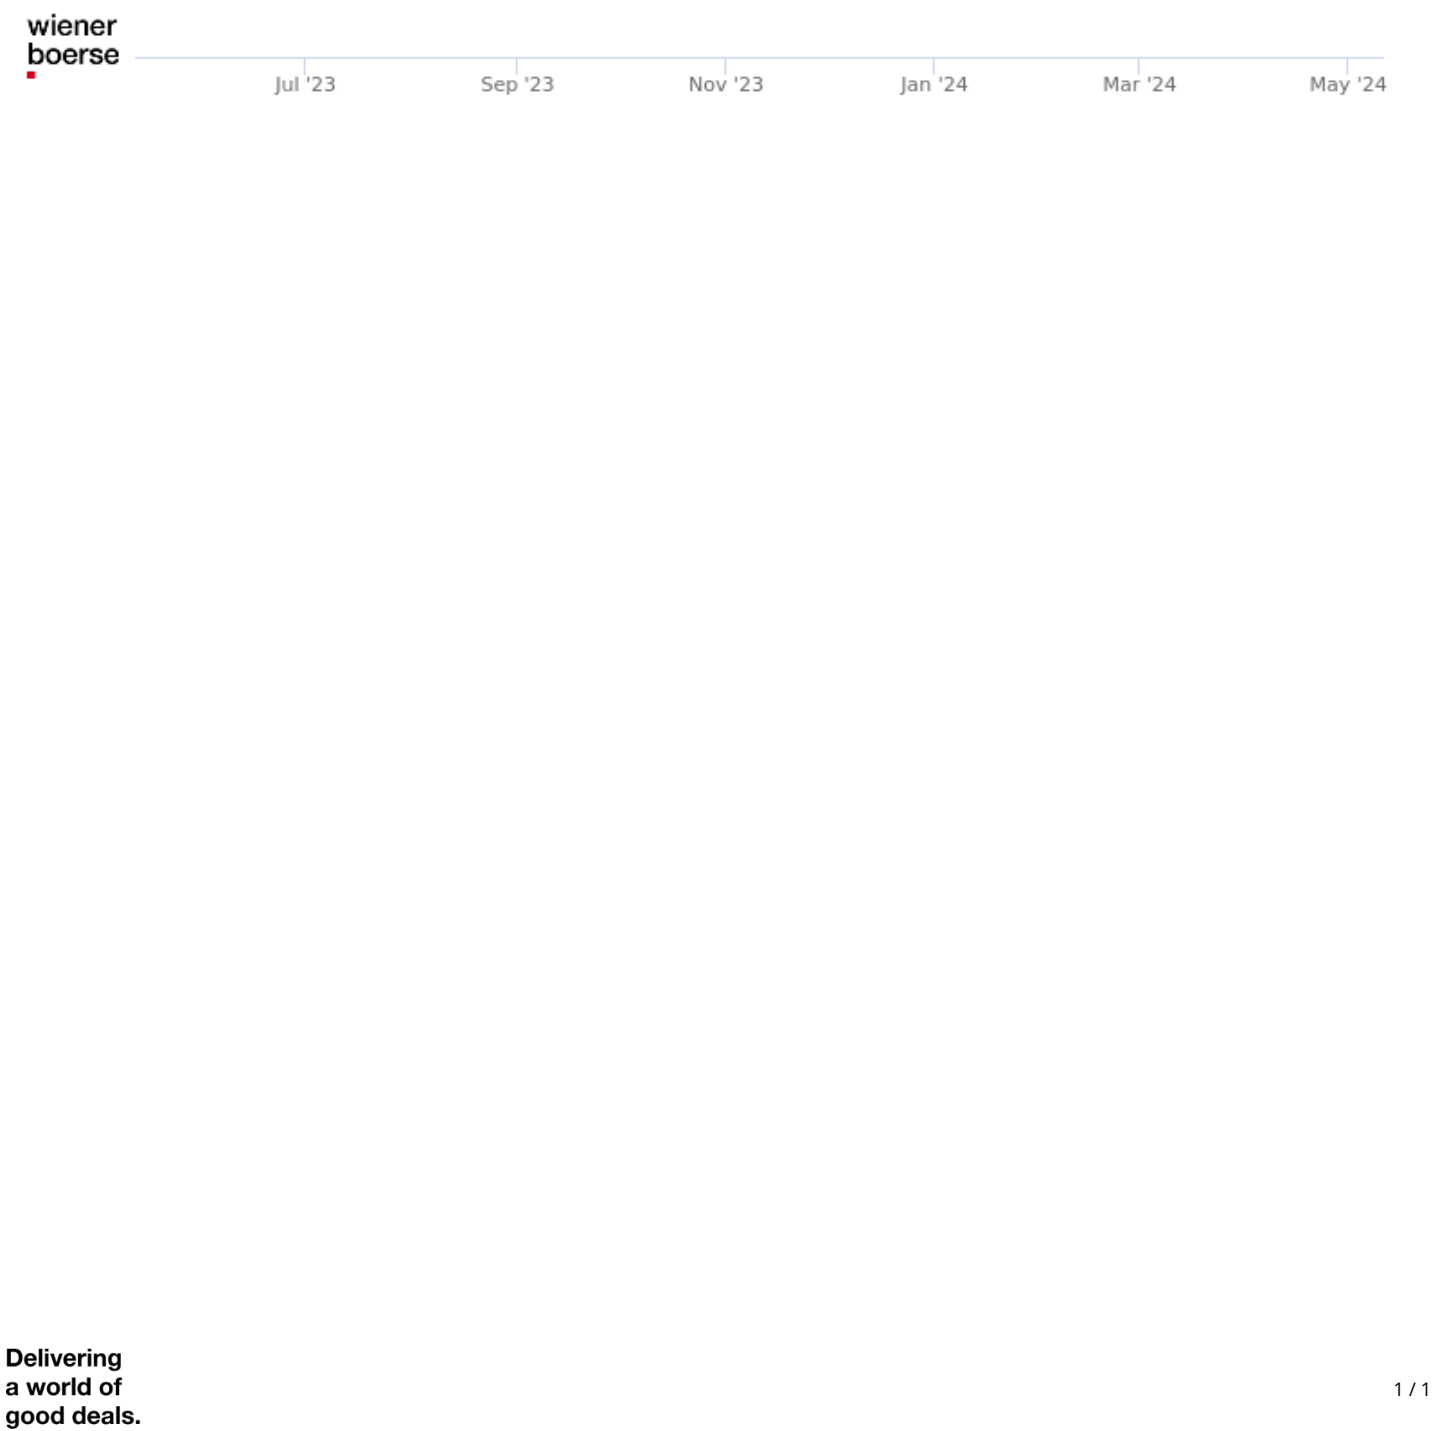 wiener
boerse
Jul '23 Sep '23 Nov '23 Jan '24 Mar '24 May '24
Delivering
a world of
good deals.
1 / 1